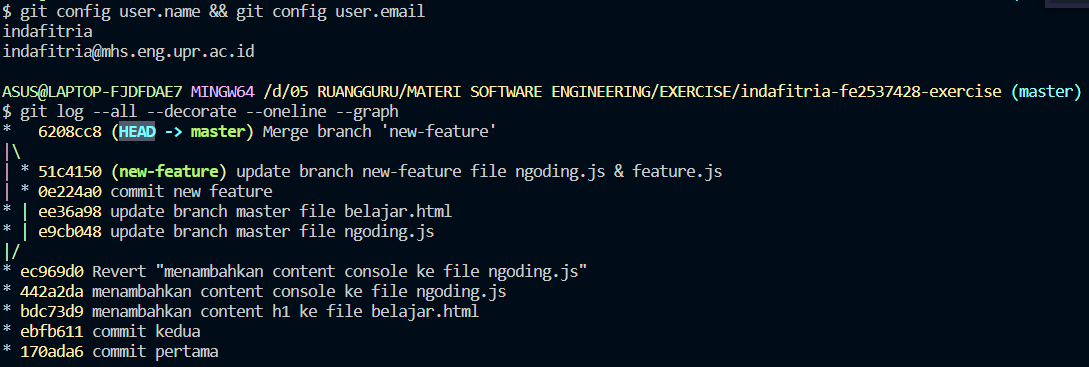 $ git config user.name && git config user.email
indafitria
indafitria@mhs.eng.upr.ac.id
ASUS@LAPTOP-FJDFDAE7 MINGW64 /d/05 RUANGGURU/MATERI SOFTWARE ENGINEERING/EXERCISE/indafitria-fe2537428-exercise (master)
$ git log --all --decorate --oneline --graph
*   6208cc8 (HEAD -> master) Merge branch 'new-feature'
|\
| * 51c4150 (new-feature) update branch new-feature file ngoding.js & feature.js
| * 0e224a0 commit new feature
* | ee36a98 update branch master file belajar.html
* | e9cb048 update branch master file ngoding.js
|/
* ec969d0 Revert "menambahkan content console ke file ngoding.js"
* 442a2da menambahkan content console ke file ngoding.js
* bdc73d9 menambahkan content h1 ke file belajar.html
* ebfb611 commit kedua
* 170ada6 commit pertama